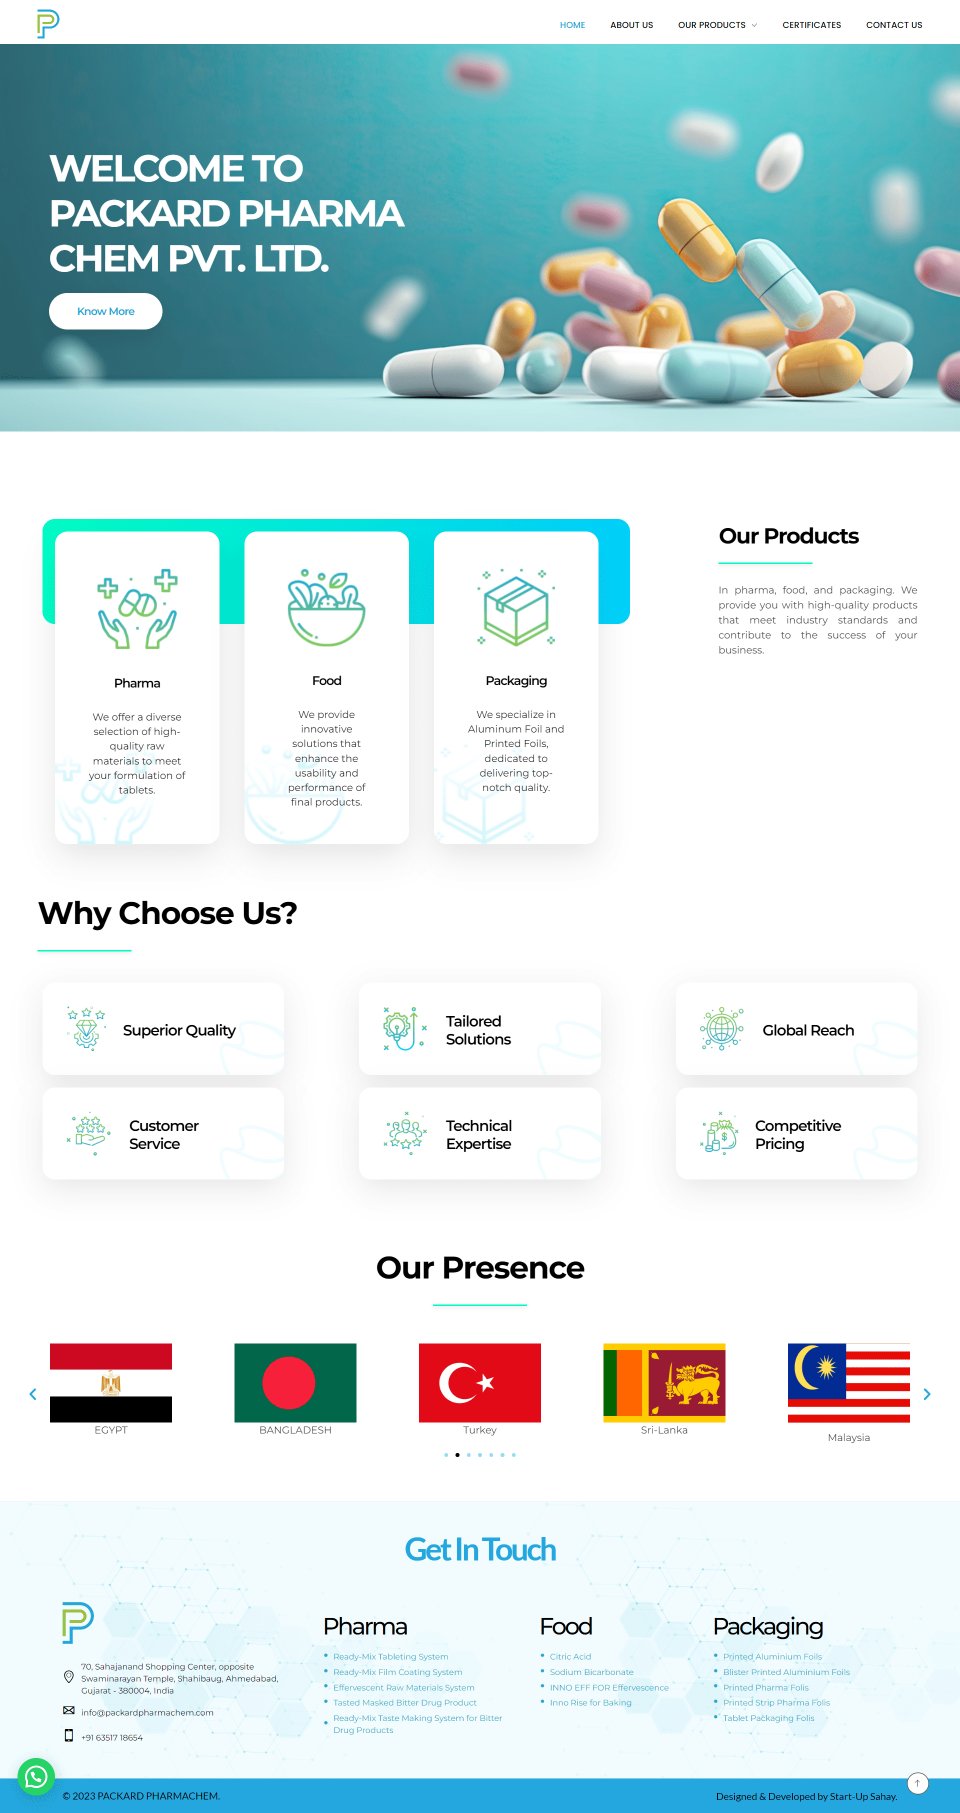 HOME
ABOUT US
OUR PRODUCTS
CERTIFICATES
CONTACT US
WELCOME TO
PACKARD PHARMA
CHEM PVT. LTD.
Know More
Our Products
In pharma, food, and packaging. We
provide you with high-quality products
that meet industry standards and
contribute to the success of your
business.
Pharma
We offer a diverse
selection of high-
quality raw
materials to meet
your formulation of
tablets.
Food
We provide
innovative
solutions that
enhance the
usability and
performance of
final products.
Packaging
We specialize in
Aluminum Foil and
Printed Foils,
dedicated to
delivering top-
notch quality.
Why Choose Us?
Superior Quality
Tailored
Solutions
Global Reach
Customer
Service
Technical
Expertise
Competitive
Pricing
Our Presence
EGYPT
BANGLADESH
Turkey
Sri-Lanka
Malaysia
Get In Touch
70, Sahajanand Shopping Center, opposite
Swaminarayan Temple, Shahibaug, Ahmedabad,
Gujarat - 380004, India
info@packardpharmachem.com
+91 63517 18654
Pharma
Ready-Mix Tableting System
Ready-Mix Film Coating System
Effervescent Raw Materials System
Tasted Masked Bitter Drug Product
Ready-Mix Taste Making System for Bitter
Drug Products
Food
Citric Acid
Sodium Bicarbonate
INNO EFF FOR Effervescence
Inno Rise for Baking
Packaging
Printed Aluminium Foils
Blister Printed Aluminium Foils
Printed Pharma Foils
Printed Strip Pharma Foils
Tablet Packaging Folis
© 2023 PACKARD PHARMACHEM.
Designed & Developed by Start-Up Sahay.